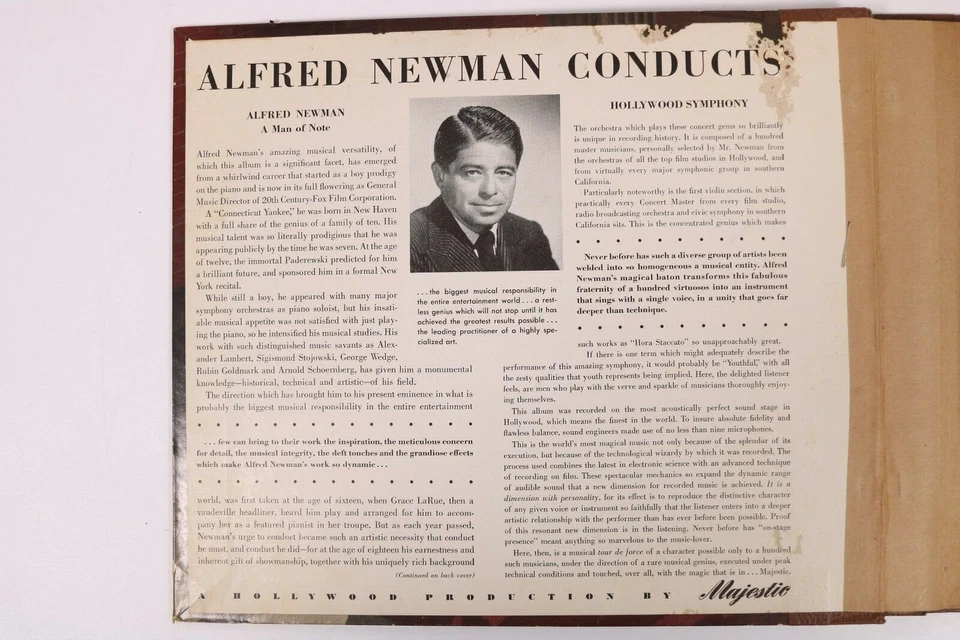 ALFRED NEWMAN CONDUCTS
ALFRED NEWMAN
A Man of Note
Alfred Newman's amazing musical versatility, of
which this album is a significant facet, has emerged
from a whirlwind career that started as a boy prodigy
on the piano and is now in its full flowering as General
Music Director of 20th Century-Fox Film Corporation.
A "Connecticut Yankee," he was born in New Haven
with a full share of the genius of a family of ten. His
musical talent was so literally prodigious that he was
appearing publicly by the time he was seven. At the age
of twelve, the immortal Paderewski predicted for him
a brilliant future, and sponsored him in a formal New
York recital.
While still a boy, he appeared with many major
symphony orchestras as piano soloist, but his insati-
able musical appetite was not satisfied with just play-
ing the piano, so he intensified his musical studies. His
work with such distinguished music savants as Alex-
ander Lambert, Sigismond Stojowski, George Wedge,
Rubin Goldmark and Arnold Schoernberg, has given him a monumental
knowledge—historical, technical and artistic—of his field.
The direction which has brought him to his present eminence in what is
probably the biggest musical responsibility in the entire entertainment
. . . few can bring to their work the inspiration, the meticulous concern
for detail, the musical integrity, the deft touches and the grandiose effects
which make Alfred Newman's work so dynamic . . .
world, was first taken at the age of sixteen, when Grace LaRue, then a
vaudeville headliner, heard him play and arranged for him to accom-
pany her as a featured pianist in her troupe. But as each year passed,
Newman's urge to conduct became such an artistic necessity that conduct
he must, and conduct he did—for at the age of eighteen his earnestness and
inherent gift of showmanship, together with his uniquely rich background
(Continued on back cover)
. . . the biggest musical responsibility in
the entire entertainment world . . . a rest-
less genius which will not stop until it has
achieved the greatest results possible . . .
the leading practitioner of a highly spe-
cialized art.
HOLLYWOOD SYMPHONY
The orchestra which plays these concert gems so brilliantly
is unique in recording history. It is composed of a hundred
master musicians, personally selected by Mr. Newman from
the orchestras of all the top film studios in Hollywood, and
from virtually every major symphonic group in southern
California.
Particularly noteworthy is the first violin section, in which
practically every Concert Master from every film studio,
radio broadcasting orchestra and civic symphony in southern
California sits. This is the concentrated genius which makes
Never before has such a diverse group of artists been
welded into so homogeneous a musical entity. Alfred
Newman's magical baton transforms this fabulous
fraternity of a hundred virtuosos into an instrument
that sings with a single voice, in a unity that goes far
deeper than technique.
such works as "Hora Staccato" so unapproachably great.
If there is one term which might adequately describe the
performance of this amazing symphony, it would probably be "Youthful," with all
the zesty qualities that youth represents being implied. Here, the delighted listener
feels, are men who play with the verve and sparkle of musicians thoroughly enjoy-
ing themselves.
This album was recorded on the most acoustically perfect sound stage in
Hollywood, which means the finest in the world. To insure absolute fidelity and
flawless balance, sound engineers made use of no less than nine microphones.
This is the world's most magical music not only because of the splendor of its
execution, but because of the technological wizardy by which it was recorded. The
process used combines the latest in electronic science with an advanced technique
of recording on film. These spectacular mechanics so expand the dynamic range
of audible sound that a new dimension for recorded music is achieved. It is a
dimension with personality, for its effect is to reproduce the distinctive character
of any given voice or instrument so faithfully that the listener enters into a deeper
artistic relationship with the performer than has ever before been possible. Proof
of this resonant new dimension is in the listening. Never before has "on-stage
presence" meant anything so marvelous to the music-lover.
Here, then, is a musical tour de force of a character possible only to a hundred
such musicians, under the direction of a rare musical genius, executed under peak
technical conditions and touched, over all, with the magic that is in . . . Majestic.
A HOLLYWOOD PRODUCTION BY Majestic